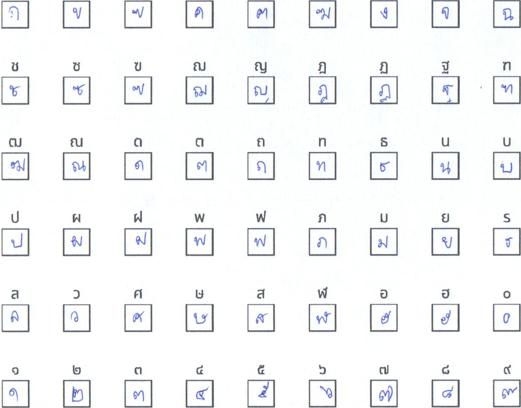 ก ข ฃ ค ฅ ฆ ง จ ฉ
ช ซ ฃ ฌ ญ ฎ ฏ ฐ ฑ
ช ซ ฃ ฌ ญ ฎ ฏ ฐ ฑ
ฒ ณ ด ต ถ ท ธ น บ
ฒ ณ ด ต ถ ท ธ น บ
ป ผ ฝ พ ฟ ภ ม ย ร
ป ผ ฝ พ ฟ ภ ม ย ร
ล ว ศ ษ ส ฬ อ ฮ ๐
ล ว ศ ษ ส ฬ อ ฮ ๐
๑ ๒ ๓ ๔ ๕ ๖ ๗ ๘ ๙
๑ ๒ ๓ ๔ ๕ ๖ ๗ ๘ ๙